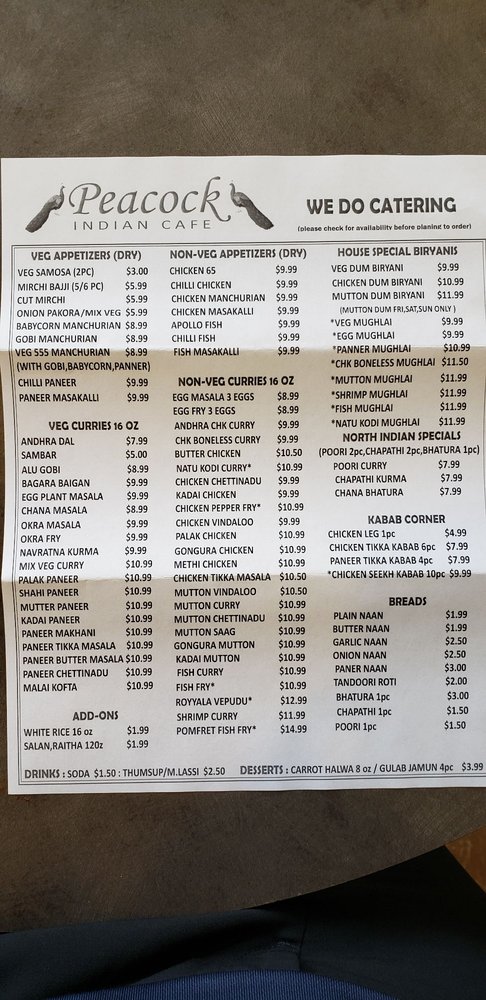 Peacock
INDIAN CAFE
WE DO CATERING
(please check for availability before planing to order)
VEG APPETIZERS (DRY)
VEG SAMOSA (2PC) $3.00
MIRCHI BAJJI (5/6 PC) $5.99
CUT MIRCHI $5.99
ONION PAKORA/MIX VEG $5.99
BABYCORN MANCHURIAN $8.99
GOBI MANCHURIAN $8.99
VEG 555 MANCHURIAN $8.99
(WITH GOBI,BABYCORN,PANNER)
CHILLI PANEER $9.99
PANEER MASAKALLI $9.99
VEG CURRIES 16 OZ
ANDHRA DAL $7.99
SAMBAR $5.00
ALU GOBI $8.99
BAGARA BAIGAN $9.99
EGG PLANT MASALA $9.99
CHANA MASALA $8.99
OKRA MASALA $9.99
OKRA FRY $9.99
NAVRATNA KURMA $9.99
MIX VEG CURRY $10.99
PALAK PANEER $10.99
SHAHI PANEER $10.99
MUTTER PANEER $10.99
KADAI PANEER $10.99
PANEER MAKHANI $10.99
PANEER TIKKA MASALA $10.99
PANEER BUTTER MASALA $10.99
PANEER CHETTINADU $10.99
MALAI KOFTA $10.99
ADD-ONS
WHITE RICE 16 oz $1.99
SALAN,RAITHA 12oz $1.99
NON-VEG APPETIZERS (DRY)
CHICKEN 65 $9.99
CHILLI CHICKEN $9.99
CHICKEN MANCHURIAN $9.99
CHICKEN MASAKALLI $9.99
APOLLO FISH $9.99
CHILLI FISH $9.99
FISH MASAKALLI $9.99
NON-VEG CURRIES 16 OZ
EGG MASALA 3 EGGS $8.99
EGG FRY 3 EGGS $8.99
ANDHRA CHK CURRY $9.99
CHK BONELESS CURRY $9.99
BUTTER CHICKEN $10.50
NATU KODI CURRY* $10.99
CHICKEN CHETTINADU $9.99
KADAI CHICKEN $9.99
CHICKEN PEPPER FRY* $10.99
CHICKEN VINDALOO $9.99
PALAK CHICKEN $10.99
GONGURA CHICKEN $10.99
METHI CHICKEN $10.99
CHICKEN TIKKA MASALA $10.50
MUTTON VINDALOO $10.50
MUTTON CURRY $10.99
MUTTON CHETTINADU $10.99
MUTTON SAAG $10.99
GONGURA MUTTON $10.99
KADAI MUTTON $10.99
FISH CURRY $10.99
FISH FRY* $10.99
ROYYALA VEPUDU* $12.99
SHRIMP CURRY $11.99
POMFRET FISH FRY* $14.99
HOUSE SPECIAL BIRYANIS
VEG DUM BIRYANI $9.99
CHICKEN DUM BIRYANI $10.99
MUTTON DUM BIRYANI $11.99
(MUTTON DUM FRI,SAT,SUN ONLY )
*VEG MUGHLAI $9.99
*EGG MUGHLAI $9.99
*PANNER MUGHLAI $10.99
*CHK BONELESS MUGHLAI $11.50
*MUTTON MUGHLAI $11.99
*SHRIMP MUGHLAI $11.99
*FISH MUGHLAI $11.99
*NATU KODI MUGHLAI $11.99
NORTH INDIAN SPECIALS
(POORI 2pc,CHAPATHI 2pc,BHATURA 1pc)
POORI CURRY $7.99
CHAPATHI KURMA $7.99
CHANA BHATURA $7.99
KABAB CORNER
CHICKEN LEG 1pc $4.99
CHICKEN TIKKA KABAB 6pc $7.99
PANEER TIKKA KABAB 4pc $7.99
*CHICKEN SEEKH KABAB 10pc $9.99
BREADS
PLAIN NAAN $1.99
BUTTER NAAN $1.99
GARLIC NAAN $2.50
ONION NAAN $2.50
PANER NAAN $3.00
TANDOORI ROTI $2.00
BHATURA 1pc $3.00
CHAPATHI 1pc $1.50
POORI 1pc $1.50
DRINKS : SODA $1.50 : THUMSUP/M.LASSI $2.50 DESSERTS : CARROT HALWA 8 oz / GULAB JAMUN 4pc $3.99